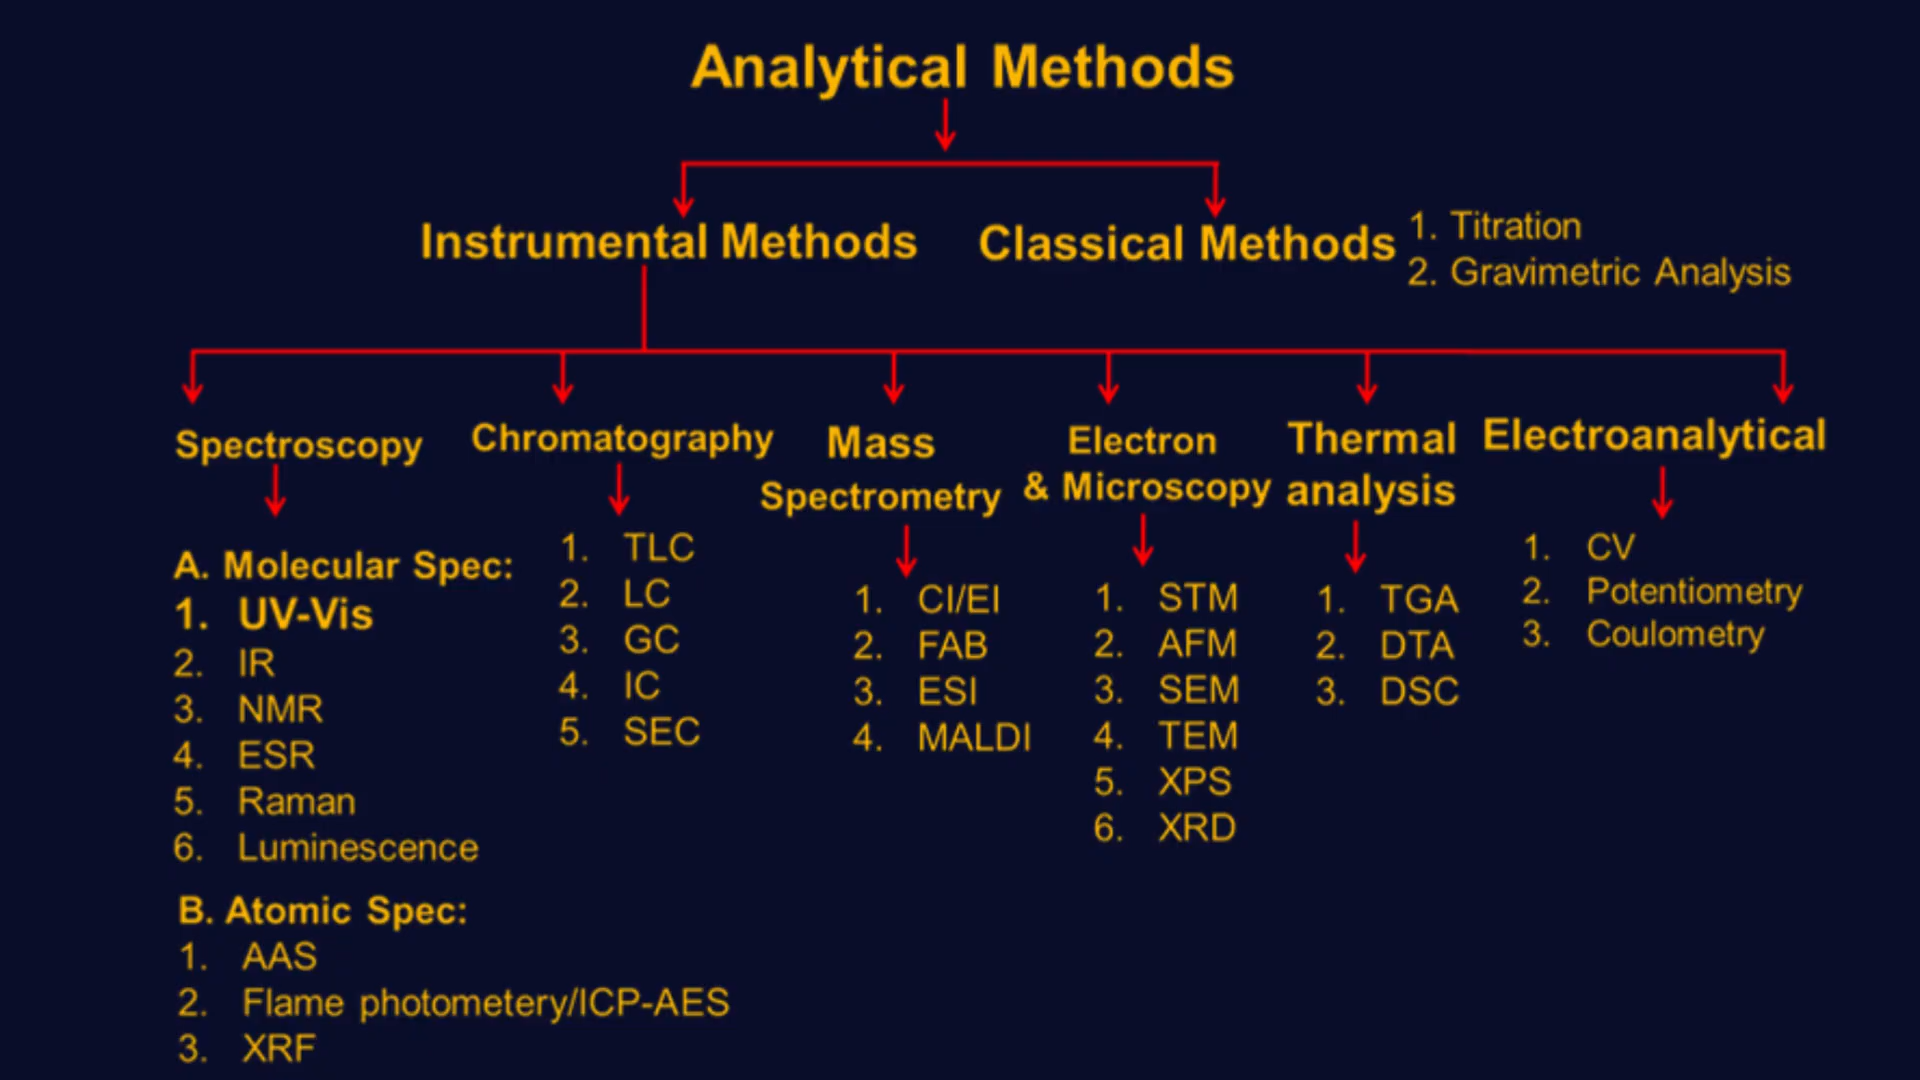 Analytical Methods
Instrumental Methods
Classical Methods
1. Titration
2. Gravimetric Analysis
Spectroscopy
A. Molecular Spec:
1. UV-Vis
2. IR
3. NMR
4. ESR
5. Raman
6. Luminescence
B. Atomic Spec:
1. AAS
2. Flame photometery/ICP-AES
3. XRF
Chromatography
1. TLC
2. LC
3. GC
4. IC
5. SEC
Mass
Spectrometry
1. CI/EI
2. FAB
3. ESI
4. MALDI
Electron
& Microscopy
1. STM
2. AFM
3. SEM
4. TEM
5. XPS
6. XRD
Thermal
analysis
1. TGA
2. DTA
3. DSC
Electroanalytical
1. CV
2. Potentiometry
3. Coulometry